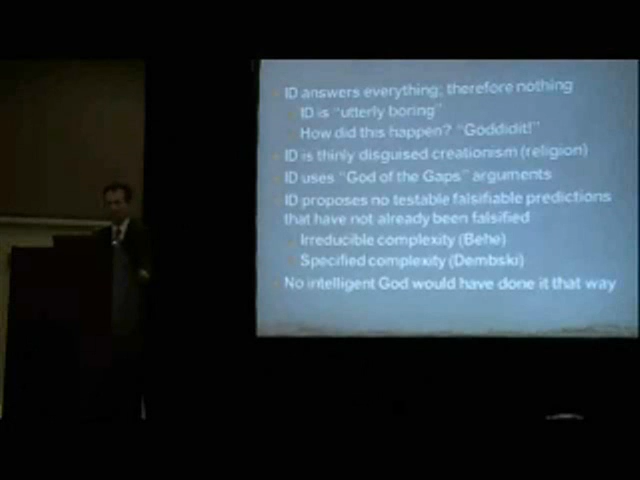 ID answers everything; therefore nothing
ID is "utterly boring"
How did this happen? "Goddidit!"
ID is thinly disguised creationism (religion)
ID uses "God of the Gaps" arguments
ID proposes no testable falsifiable predictions
that have not already been falsified
Irreducible complexity (Behe)
Specified complexity (Dembski)
No intelligent God would have done it that way